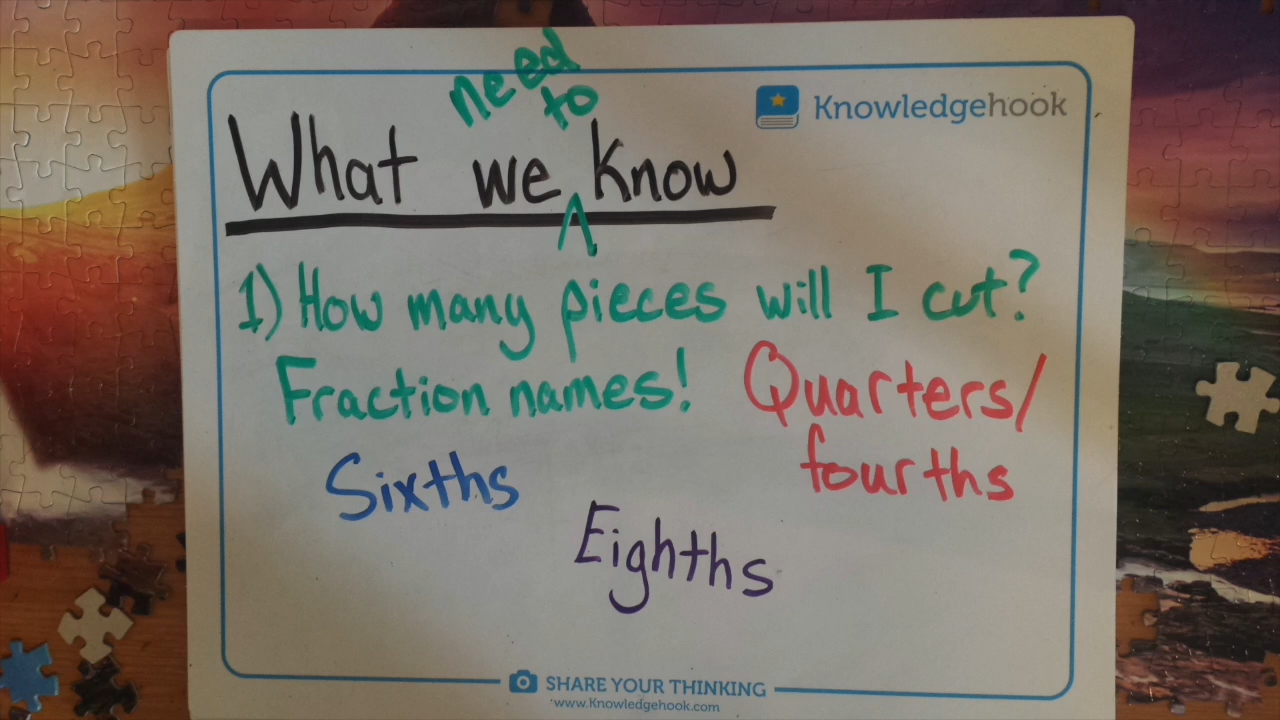 Knowledgehook
What we need to know
1) How many pieces will I cut?
Fraction names! Quarters/
fourths
Sixths
Eighths
SHARE YOUR THINKING
www.Knowledgehook.com